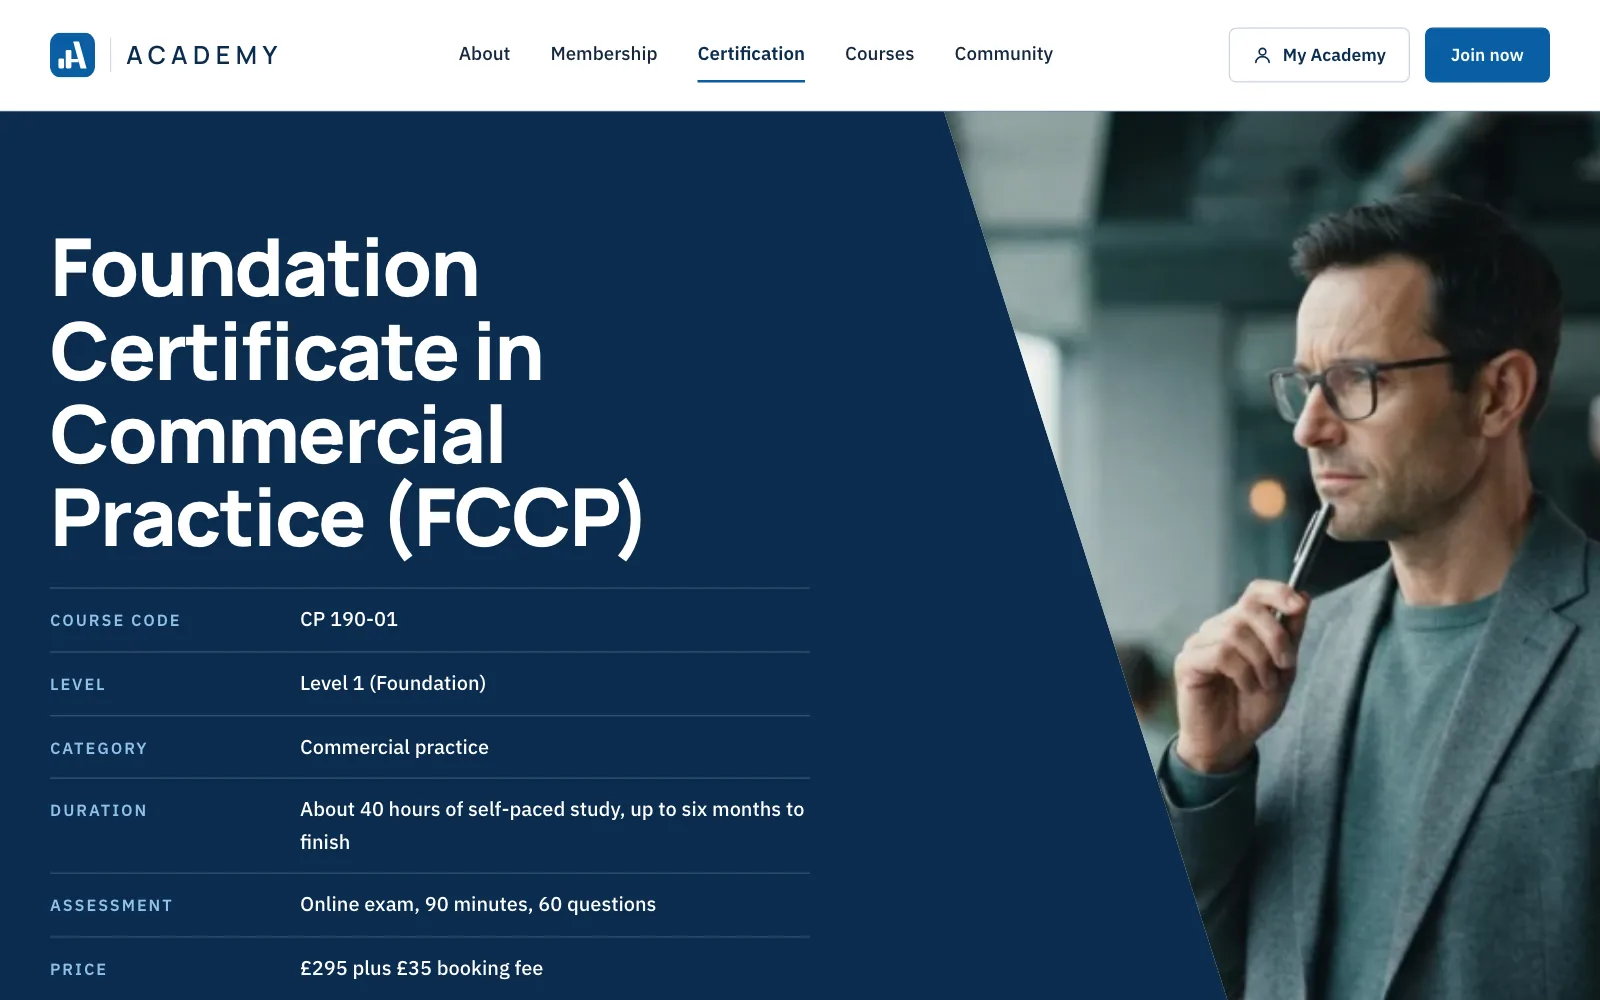 ACADEMY
About
Membership
Certification
Courses
Community
My Academy
Join now
Foundation
Certificate in
Commercial
Practice (FCCP)
COURSE CODE
CP 190-01
LEVEL
Level 1 (Foundation)
CATEGORY
Commercial practice
DURATION
About 40 hours of self-paced study, up to six months to
finish
ASSESSMENT
Online exam, 90 minutes, 60 questions
PRICE
£295 plus £35 booking fee